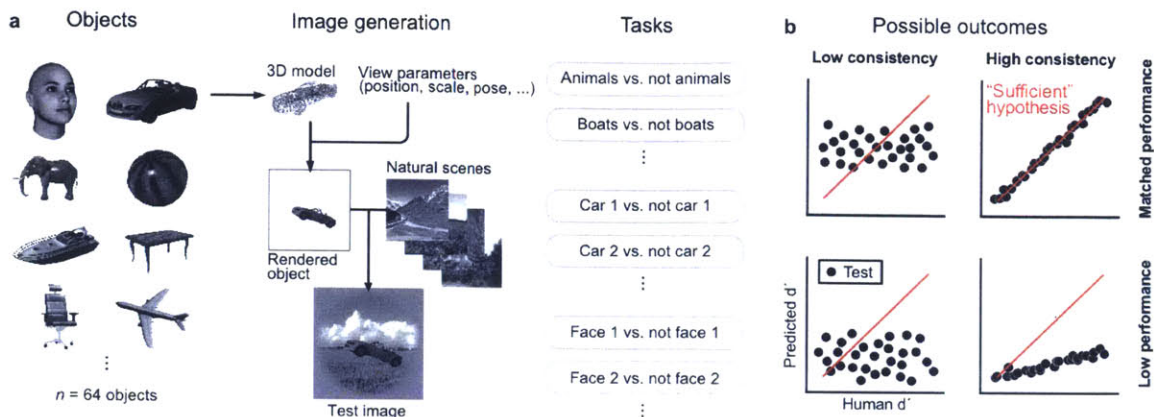 a
Objects
n = 64 objects
Image generation
3D model
View parameters
(position, scale, pose, ...)
Natural scenes
Rendered
object
Test image
Tasks
Animals vs. not animals
Boats vs. not boats
Car 1 vs. not car 1
Car 2 vs. not car 2
Face 1 vs. not face 1
Face 2 vs. not face 2
b
Possible outcomes
Low consistency
High consistency
"Sufficient"
hypothesis
Matched performance
Test
Low performance
Predicted d´
Human d´